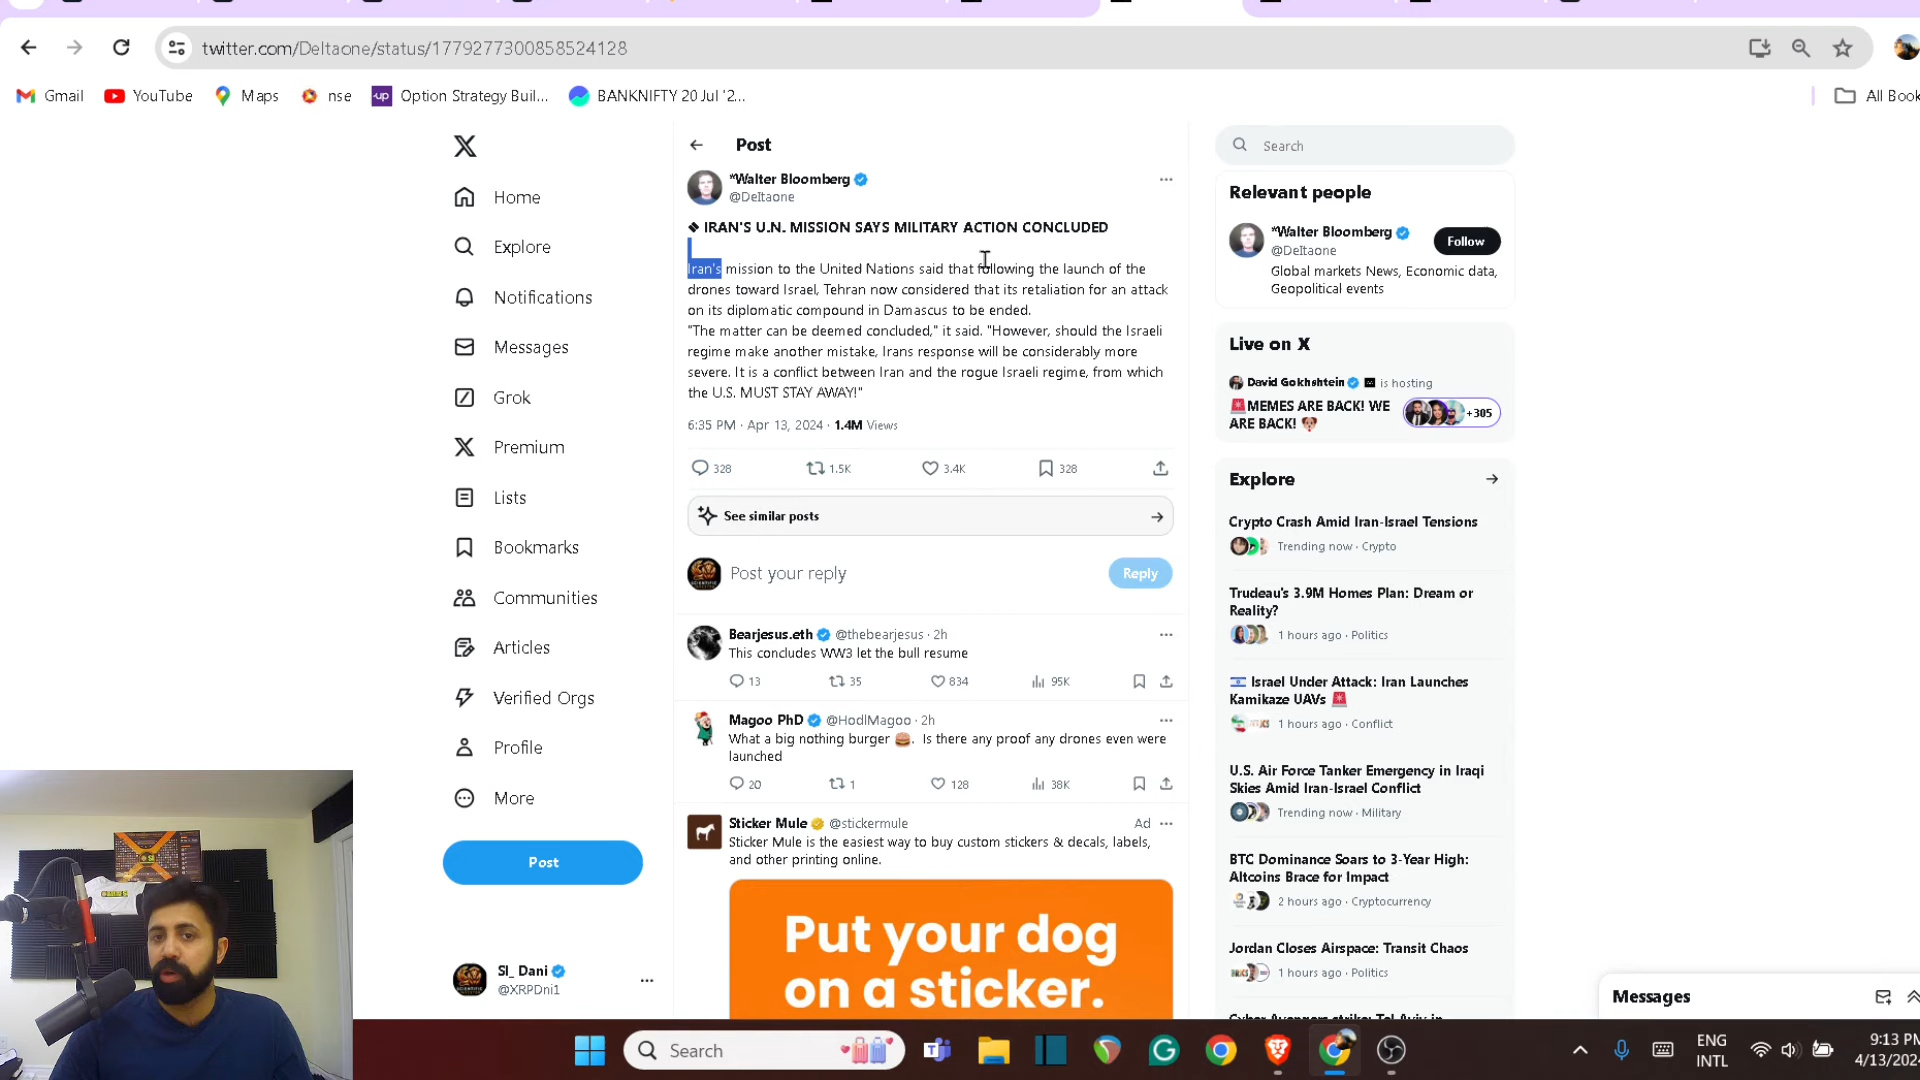 twitter.com/Deltaone/status/1779277300858524128
Gmail
YouTube
Maps
nse
up
Option Strategy Buil...
BANKNIFTY 20 Jul '2...
All Book
Home
Explore
Notifications
Messages
Grok
Premium
Lists
Bookmarks
Communities
Articles
Verified Orgs
Profile
More
Post
SI_ Dani
@XRPDni1
Post
*Walter Bloomberg
@DeItaone
❖ IRAN'S U.N. MISSION SAYS MILITARY ACTION CONCLUDED
Iran's mission to the United Nations said that following the launch of the
drones toward Israel, Tehran now considered that its retaliation for an attack
on its diplomatic compound in Damascus to be ended.
"The matter can be deemed concluded," it said. "However, should the Israeli
regime make another mistake, Irans response will be considerably more
severe. It is a conflict between Iran and the rogue Israeli regime, from which
the U.S. MUST STAY AWAY!"
6:35 PM · Apr 13, 2024 · 1.4M Views
328 1.5K 3.4K 328
See similar posts
Post your reply
Reply
Bearjesus.eth @thebearjesus · 2h
This concludes WW3 let the bull resume
13 35 834 95K
Magoo PhD @HodlMagoo · 2h
What a big nothing burger 🍔. Is there any proof any drones even were
launched
20 1 128 38K
Sticker Mule @stickermule Ad
Sticker Mule is the easiest way to buy custom stickers & decals, labels,
and other printing online.
Put your dog
on a sticker.
Search
Relevant people
*Walter Bloomberg
@DeItaone
Follow
Global markets News, Economic data,
Geopolitical events
Live on X
David Gokhshtein is hosting
🚨MEMES ARE BACK! WE
ARE BACK! 🐶
+305
Explore
Crypto Crash Amid Iran-Israel Tensions
Trending now · Crypto
Trudeau's 3.9M Homes Plan: Dream or
Reality?
1 hours ago · Politics
🇮🇱 Israel Under Attack: Iran Launches
Kamikaze UAVs 🚨
1 hours ago · Conflict
U.S. Air Force Tanker Emergency in Iraqi
Skies Amid Iran-Israel Conflict
Trending now · Military
BTC Dominance Soars to 3-Year High:
Altcoins Brace for Impact
2 hours ago · Cryptocurrency
Jordan Closes Airspace: Transit Chaos
1 hours ago · Politics
Messages
Search
ENG
INTL
9:13 PM
4/13/202